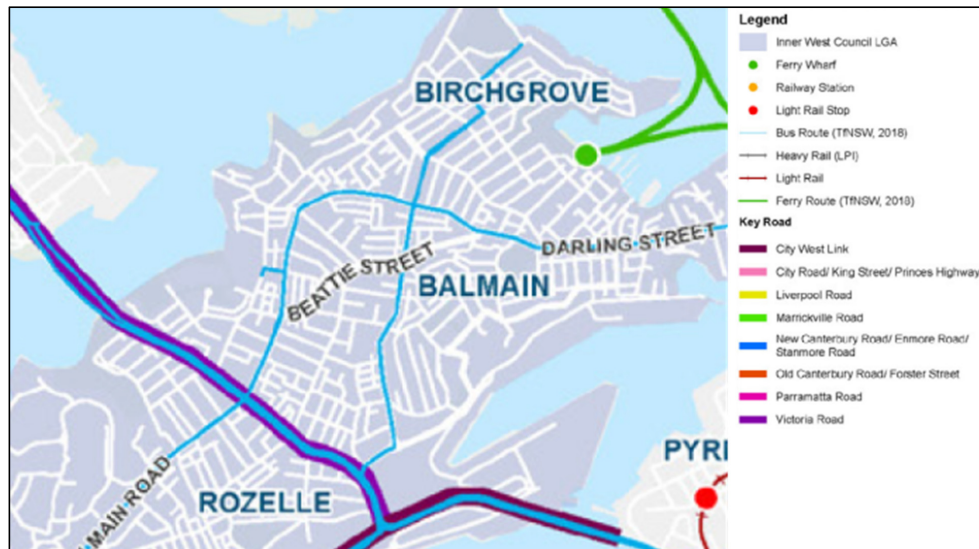 BIRCHGROVE
DARLING STREET
BEATTIE STREET
BALMAIN
MAIN ROAD
ROZELLE
PYR
Legend
Inner West Council LGA
Ferry Wharf
Railway Station
Light Rail Stop
Bus Route (TfNSW, 2018)
Heavy Rail (LPI)
Light Rail
Ferry Route (TfNSW, 2018)
Key Road
City West Link
City Road/ King Street/ Princes Highway
Liverpool Road
Marrickville Road
New Canterbury Road/ Enmore Road/
Stanmore Road
Old Canterbury Road/ Forster Street
Parramatta Road
Victoria Road